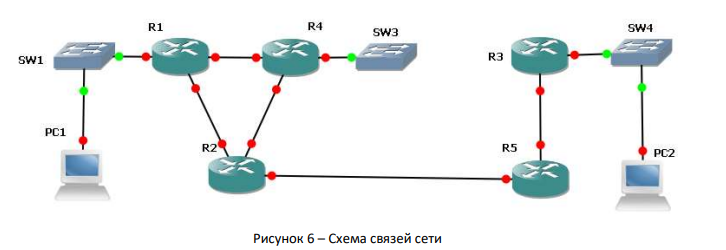 R1
R4
SW3
SW4
SW1
R3
PC1
R2
R5
PC2
Рисунок 6 – Схема связей сети